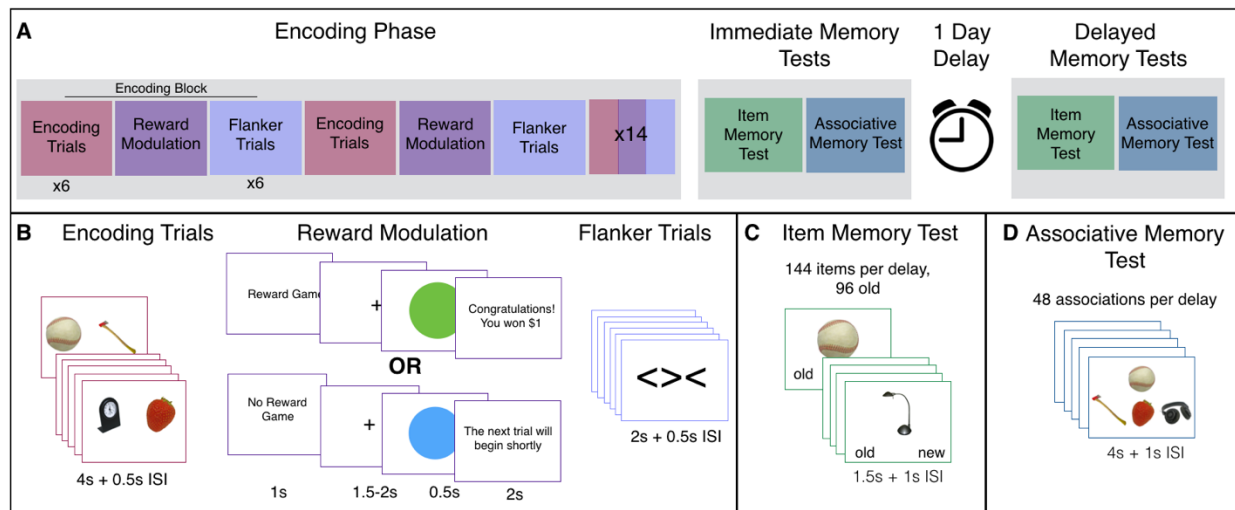 A
Encoding Phase
Immediate Memory
Tests
1 Day
Delay
Delayed
Memory Tests
Encoding Block
Encoding
Trials
Reward
Modulation
Flanker
Trials
Encoding
Trials
Reward
Modulation
Flanker
Trials
x14
x6
x6
Item
Memory
Test
Associative
Memory Test
Item
Memory
Test
Associative
Memory Test
B
Encoding Trials
Reward Modulation
Flanker Trials
Reward Game
+
Congratulations!
You won $1
OR
No Reward
Game
+
The next trial will
begin shortly
<><
4s + 0.5s ISI
1s
1.5-2s
0.5s
2s
2s + 0.5s ISI
C
Item Memory Test
144 items per delay,
96 old
old
old
new
1.5s + 1s ISI
D
Associative Memory
Test
48 associations per delay
4s + 1s ISI